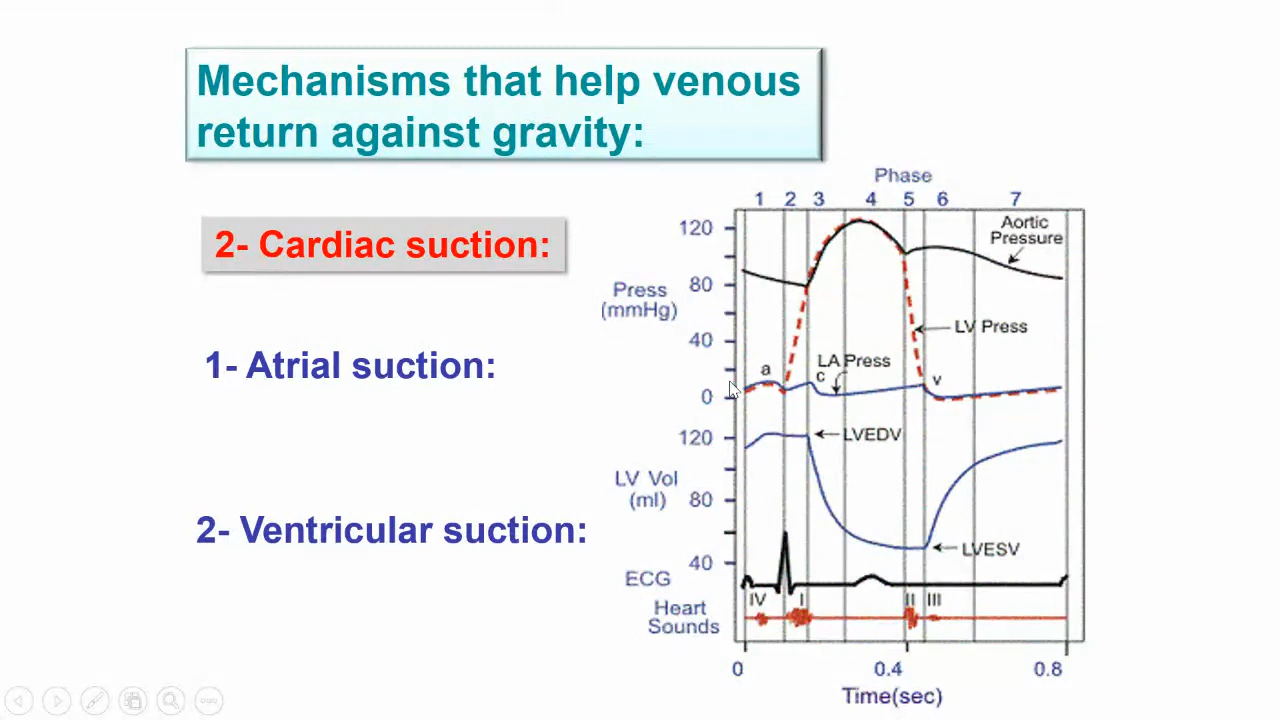 Mechanisms that help venous
return against gravity:
2- Cardiac suction:
1- Atrial suction:
2- Ventricular suction:
Phase
1 2 3 4 5 6 7
Aortic
Pressure
120
Press
(mmHg)
80
40
0
LV Press
LA Press
a
c
v
120
LVEDV
LV Vol
(ml)
80
LVESV
40
ECG
Heart
Sounds
IV I II III
0 0.4 0.8
Time(sec)